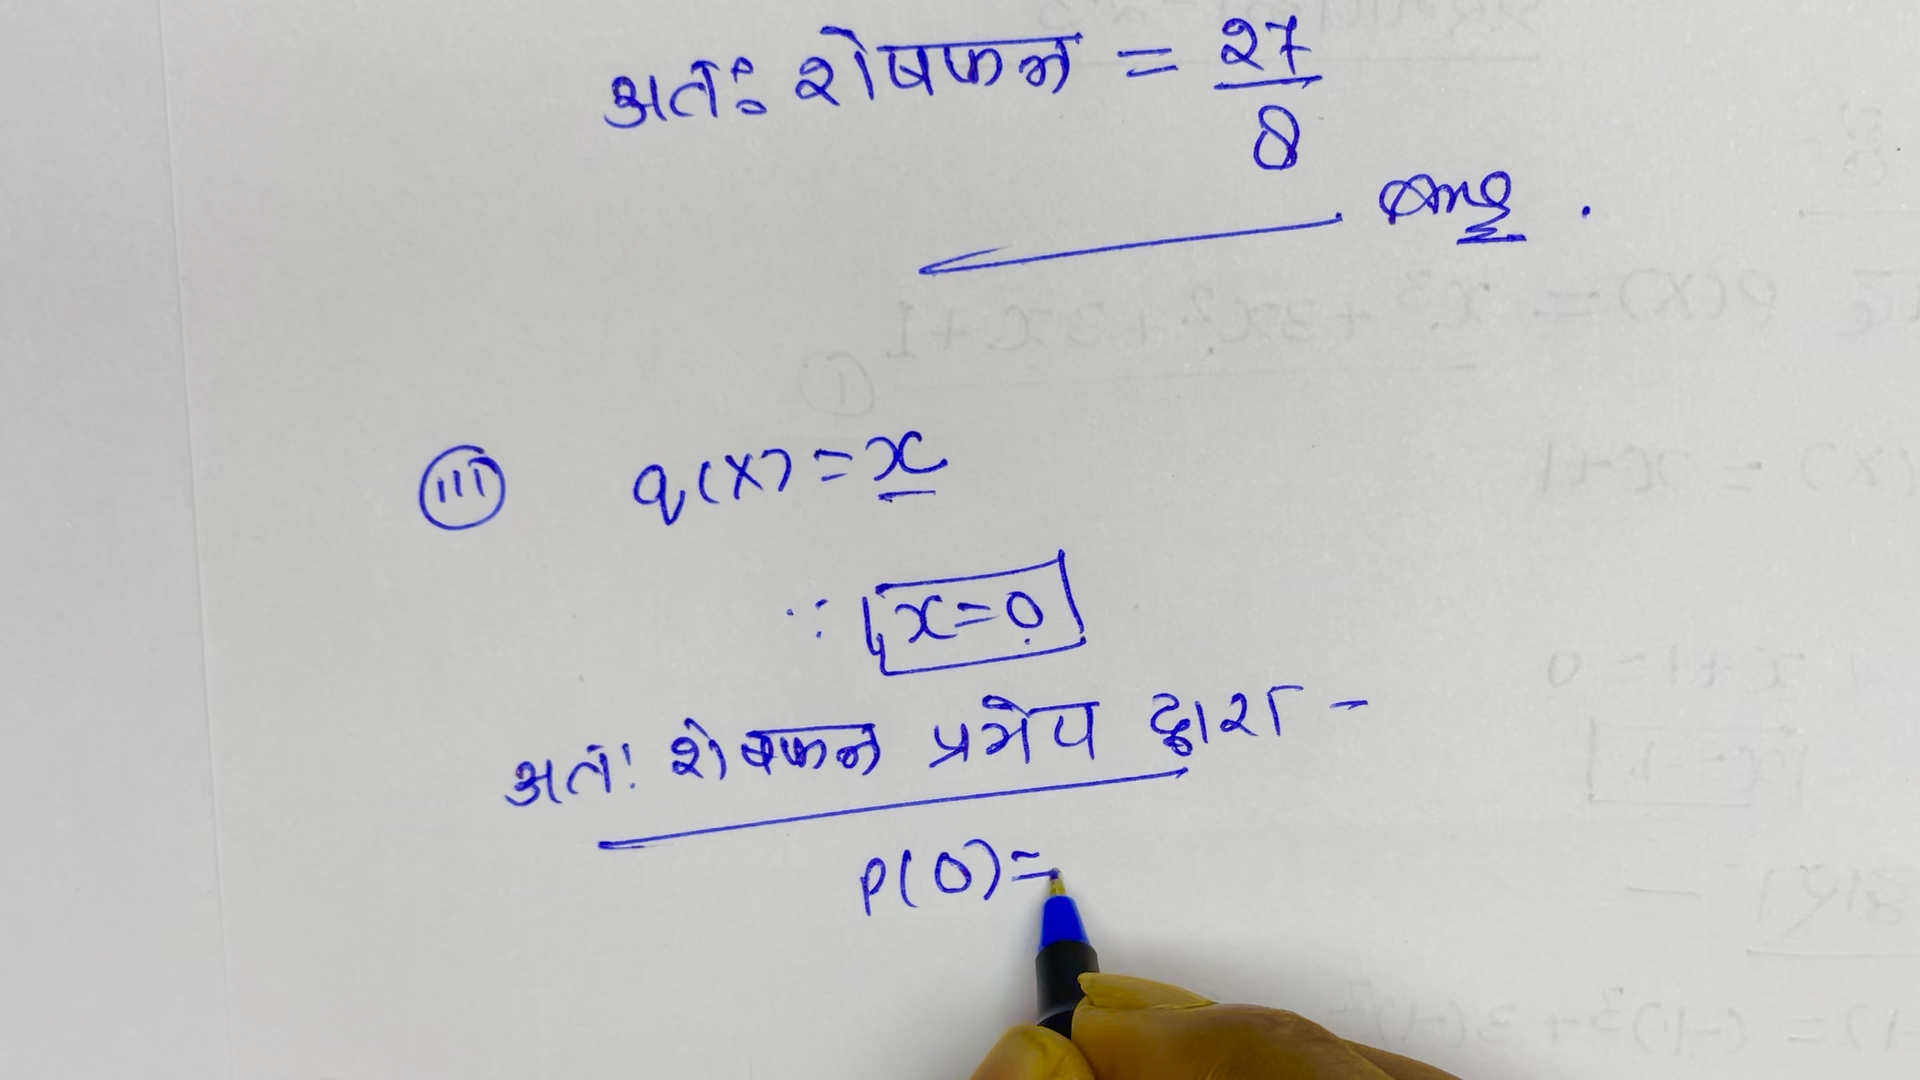 अतः शेषफल = 27/8
Ans.
(iii) q(x) = x
∵ x=0
अतः शेषफल प्रमेय द्वारा -
P(0)=